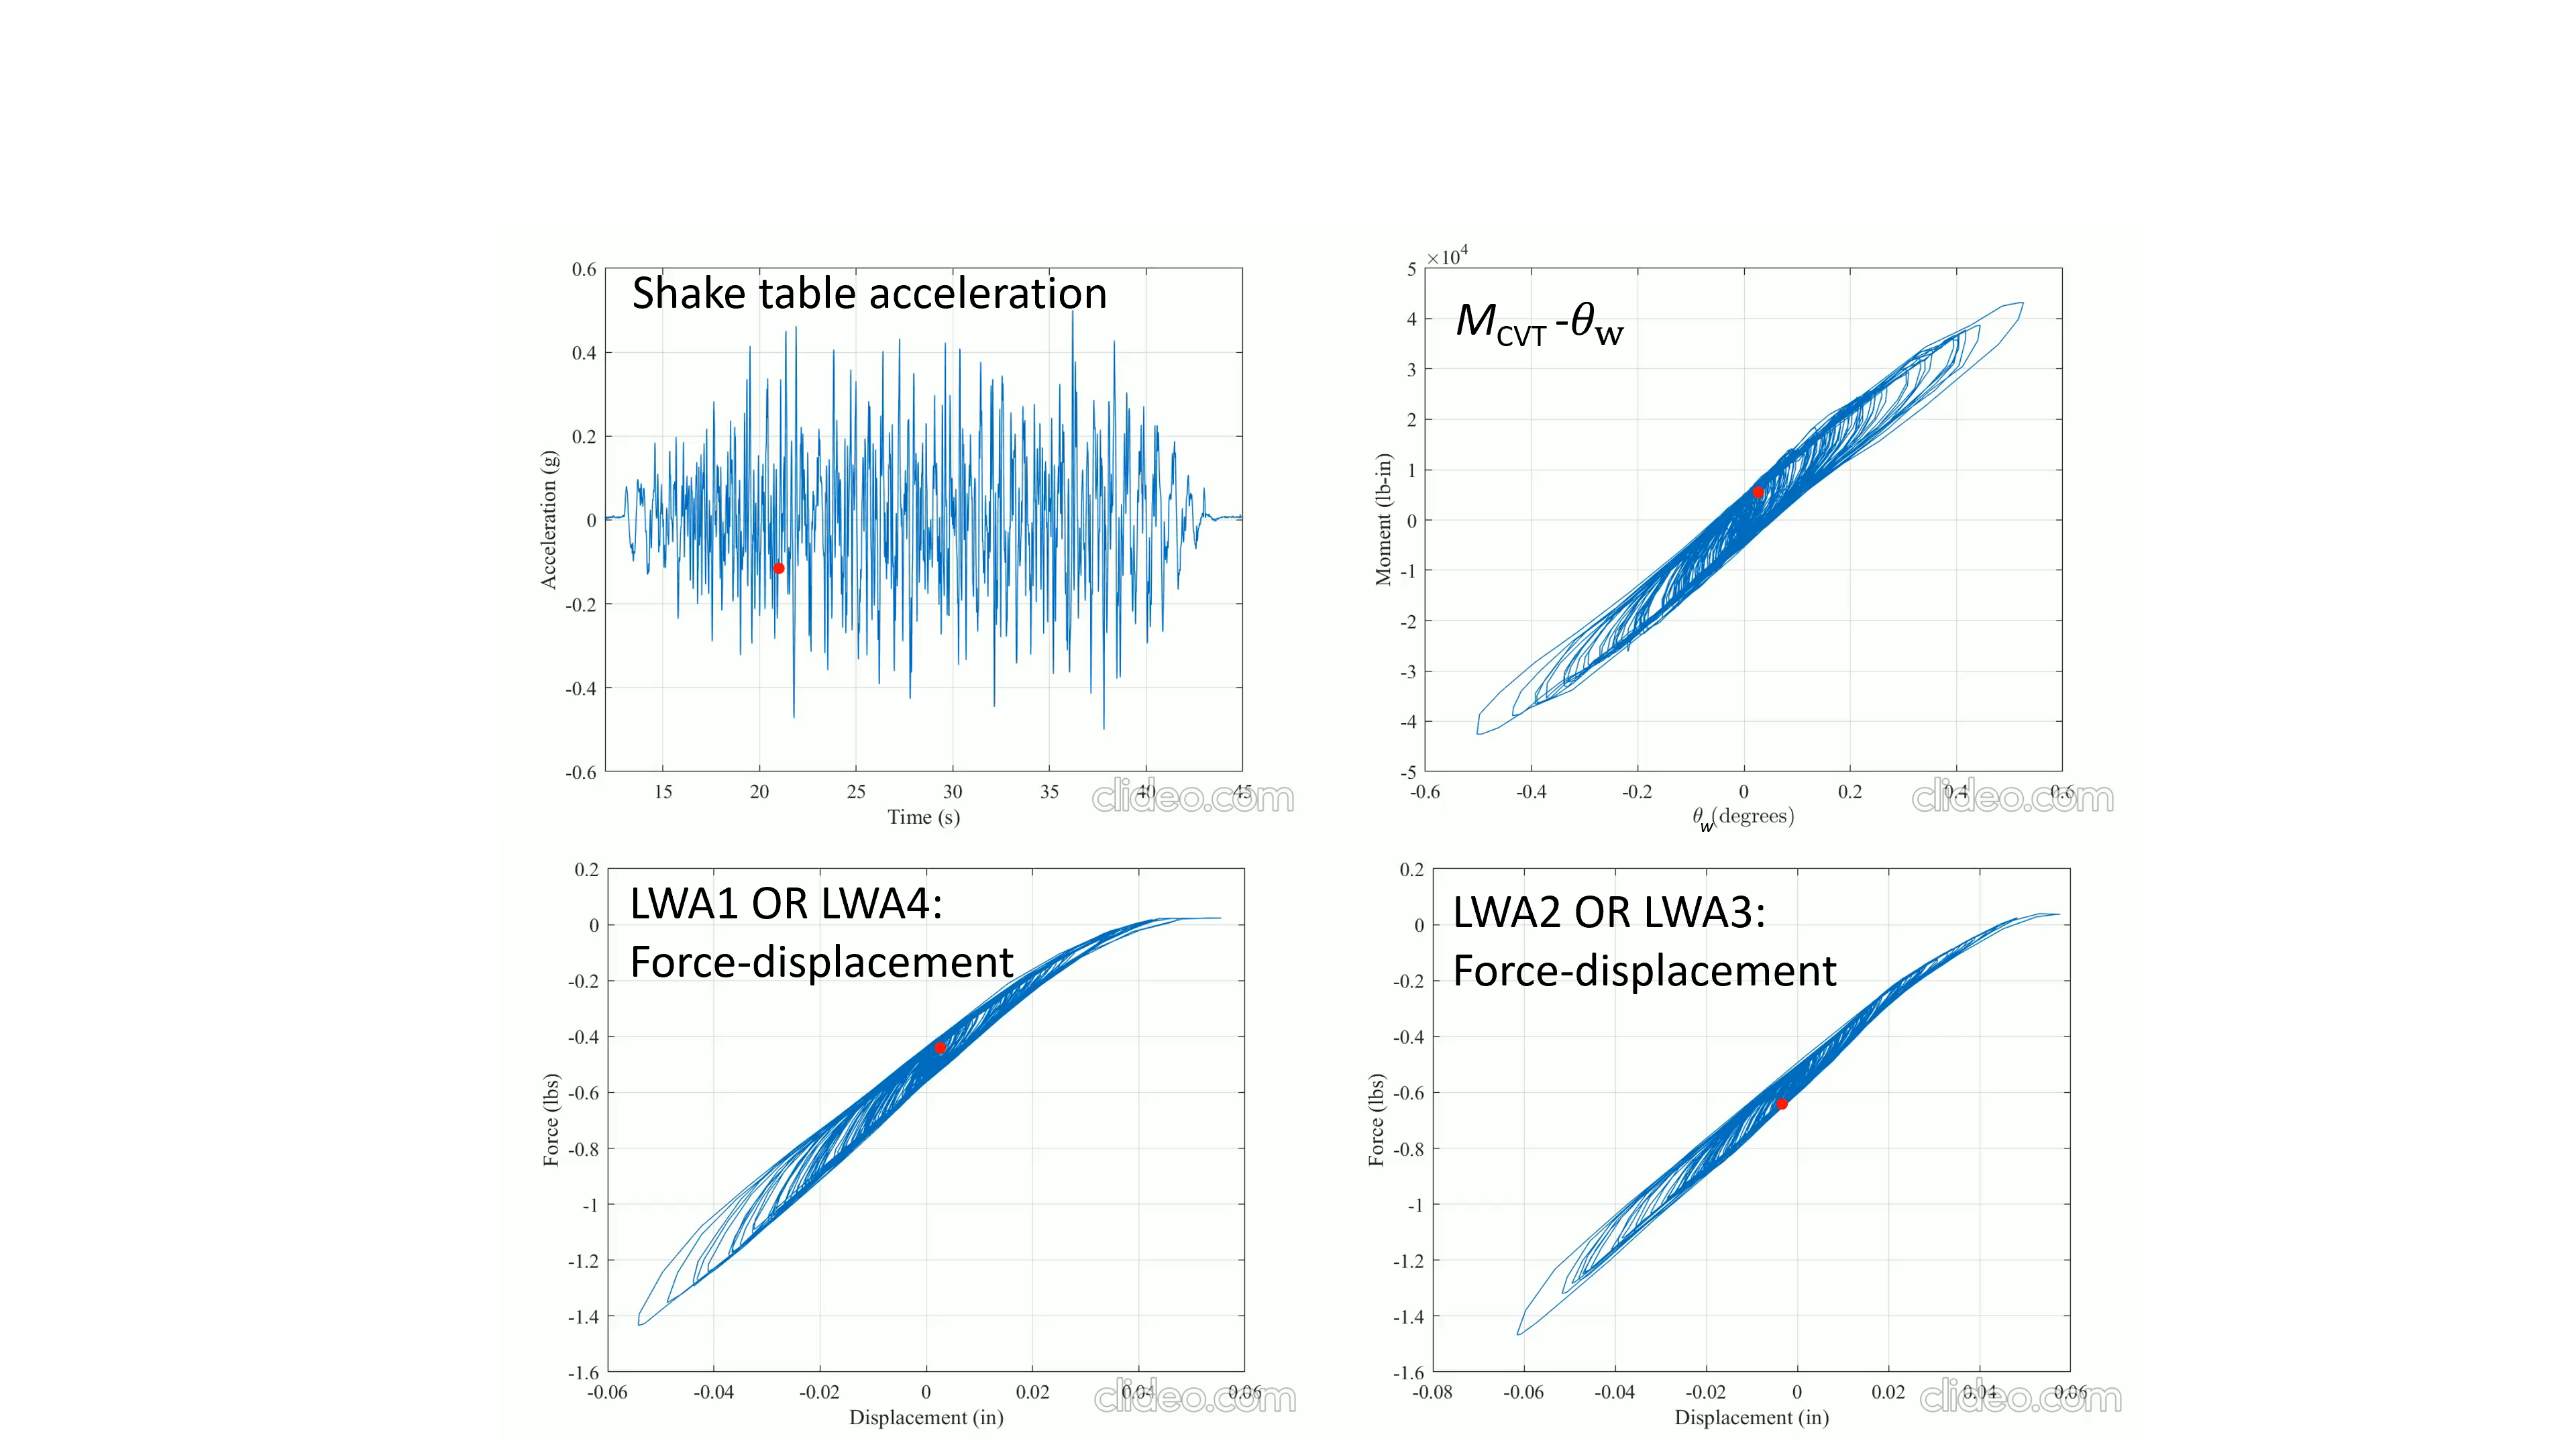 Shake table acceleration
0.6
0.4
0.2
0
-0.2
-0.4
-0.6
Acceleration (g)
15 20 25 30 35 40 45
Time (s)
clideo.com
×10⁴
M_CVT -θ_w
5
4
3
2
1
0
-1
-2
-3
-4
-5
Moment (lb-in)
-0.6 -0.4 -0.2 0 0.2 0.4 0.6
θ_w (degrees)
clideo.com
LWA1 OR LWA4:
Force-displacement
0.2
0
-0.2
-0.4
-0.6
-0.8
-1
-1.2
-1.4
-1.6
Force (lbs)
-0.06 -0.04 -0.02 0 0.02 0.04 0.06
Displacement (in)
clideo.com
LWA2 OR LWA3:
Force-displacement
0.2
0
-0.2
-0.4
-0.6
-0.8
-1
-1.2
-1.4
-1.6
Force (lbs)
-0.08 -0.06 -0.04 -0.02 0 0.02 0.04 0.06
Displacement (in)
clideo.com